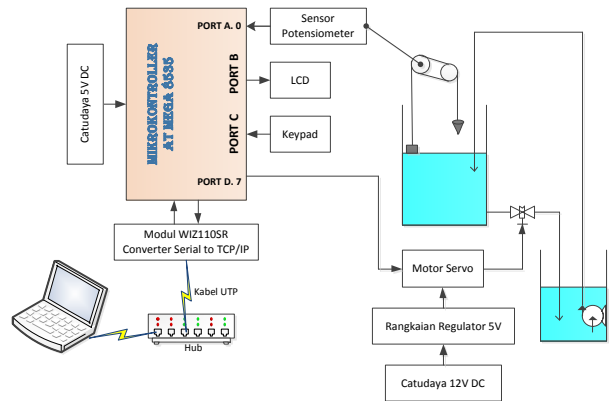 Catudaya 5V DC
MIKROKONTROLLER
AT MEGA 8535
PORT A. 0
PORT B
PORT C
PORT D. 7
Sensor
Potensiometer
LCD
Keypad
Modul WIZ110SR
Converter Serial to TCP/IP
Kabel UTP
Hub
Motor Servo
Rangkaian Regulator 5V
Catudaya 12V DC